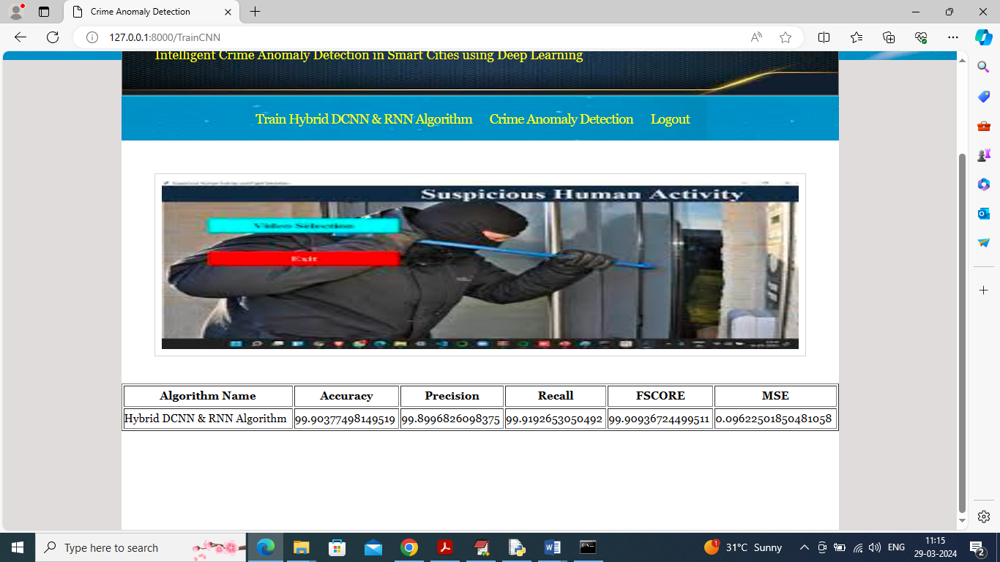 Crime Anomaly Detection
127.0.0.1:8000/TrainCNN
Intelligent Crime Anomaly Detection in Smart Cities using Deep Learning
Train Hybrid DCNN & RNN Algorithm Crime Anomaly Detection Logout
Suspicious Human Activity
Video Selection
Exit
Algorithm Name Accuracy Precision Recall FSCORE MSE
Hybrid DCNN & RNN Algorithm 99.90377498149519 99.8996826098375 99.9192653050492 99.90936724499511 0.09622501850481058
Type here to search
31°C Sunny
ENG
11:15
29-03-2024
2